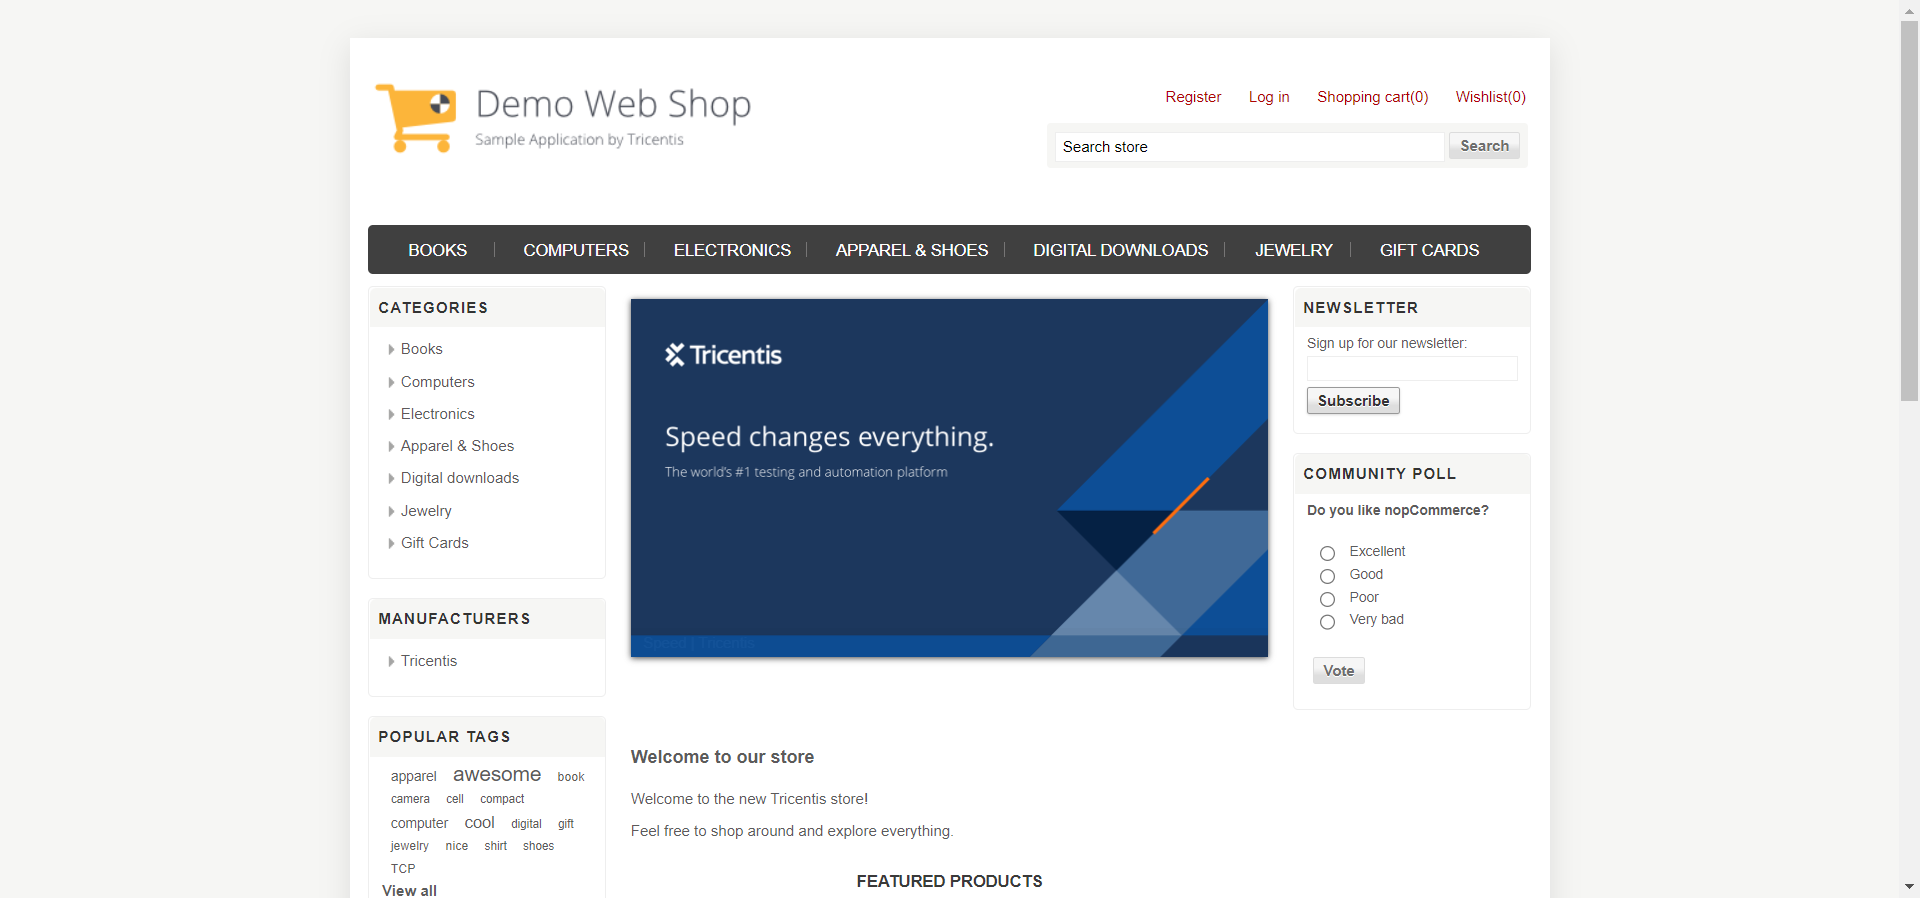 Demo Web Shop
Sample Application by Tricentis
Register Log in Shopping cart(0) Wishlist(0)
Search store Search
BOOKS COMPUTERS ELECTRONICS APPAREL & SHOES DIGITAL DOWNLOADS JEWELRY GIFT CARDS
CATEGORIES
Books
Computers
Electronics
Apparel & Shoes
Digital downloads
Jewelry
Gift Cards
MANUFACTURERS
Tricentis
POPULAR TAGS
apparel awesome book
camera cell compact
computer cool digital gift
jewelry nice shirt shoes
TCP
View all
Tricentis
Speed changes everything.
The world's #1 testing and automation platform
Speed | Tricentis
Welcome to our store
Welcome to the new Tricentis store!
Feel free to shop around and explore everything.
FEATURED PRODUCTS
NEWSLETTER
Sign up for our newsletter:
Subscribe
COMMUNITY POLL
Do you like nopCommerce?
Excellent
Good
Poor
Very bad
Vote